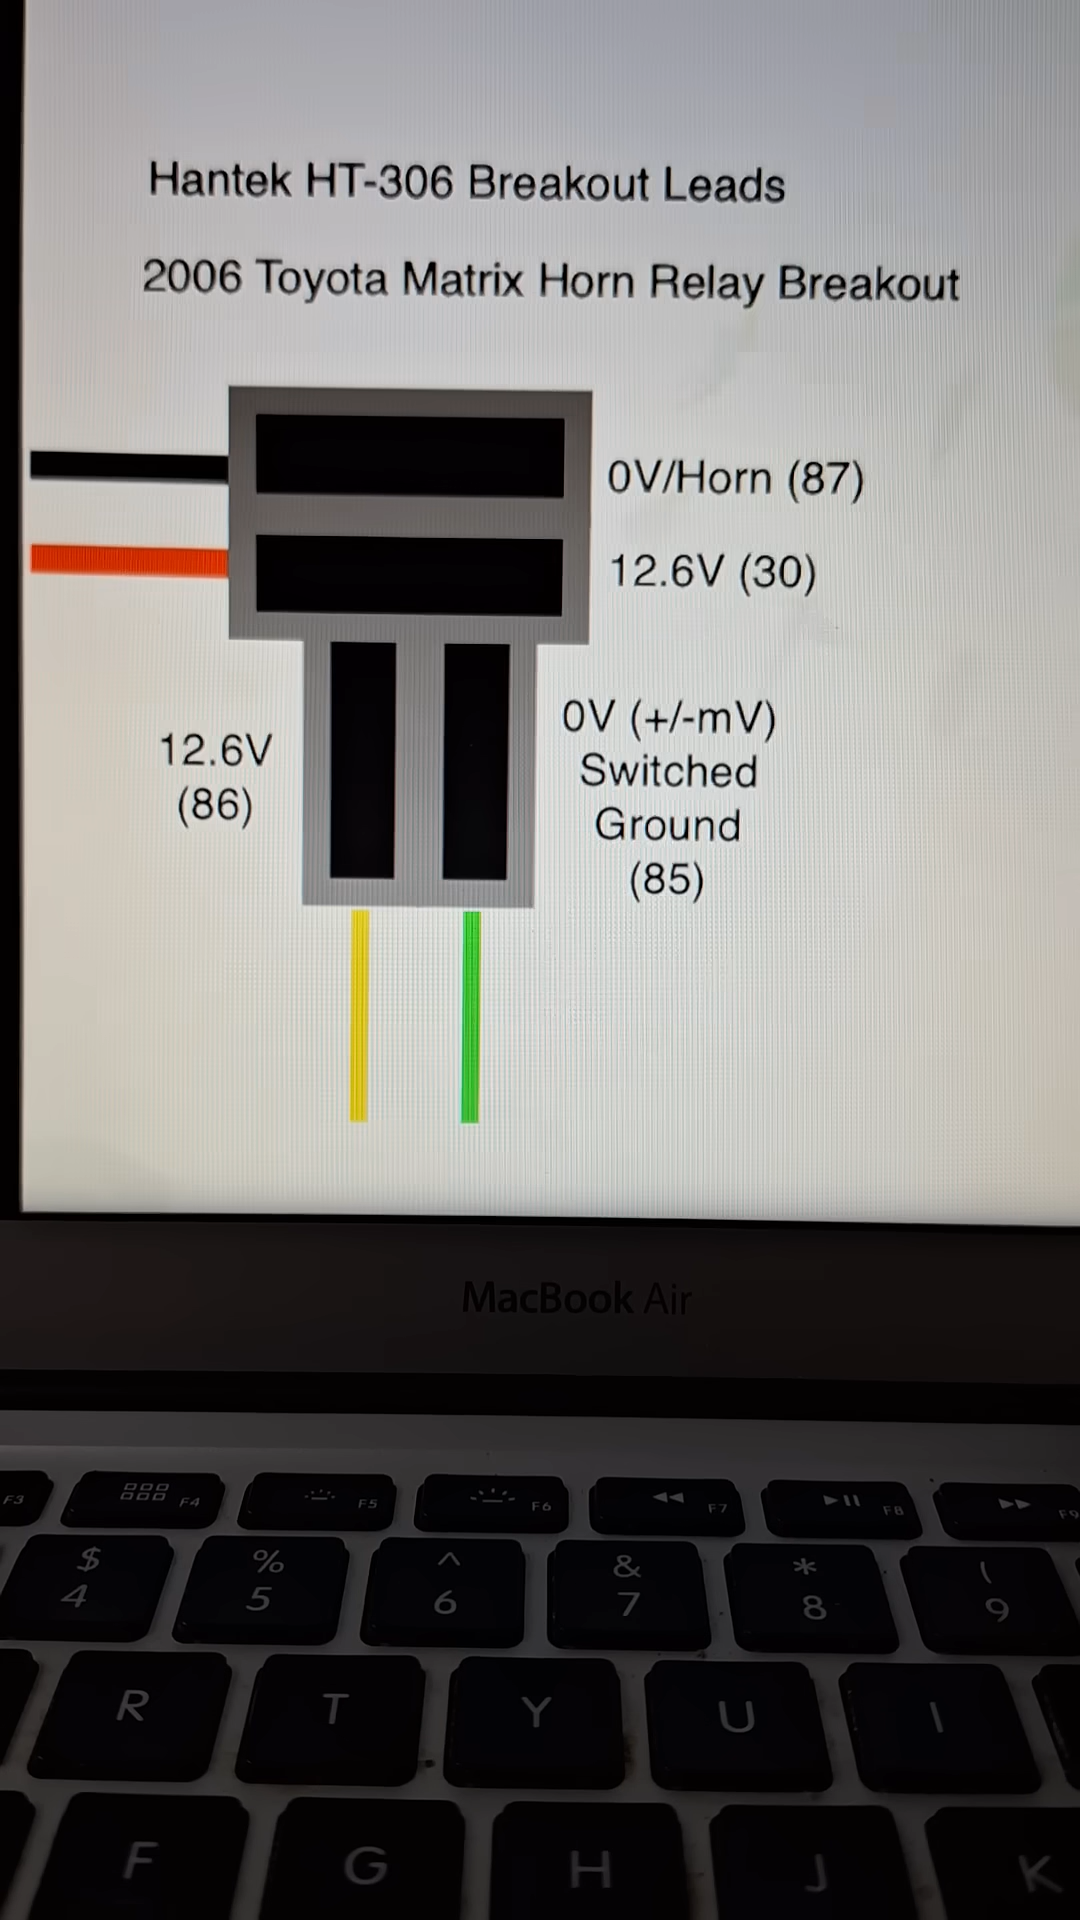 Hantek HT-306 Breakout Leads
2006 Toyota Matrix Horn Relay Breakout
0V/Horn (87)
12.6V (30)
12.6V
(86)
0V (+/-mV)
Switched
Ground
(85)
MacBook Air
F3 F4 F5 F6 F7 F8 F9
$ % ^ & * (
4 5 6 7 8 9
R T Y U I
F G H J K